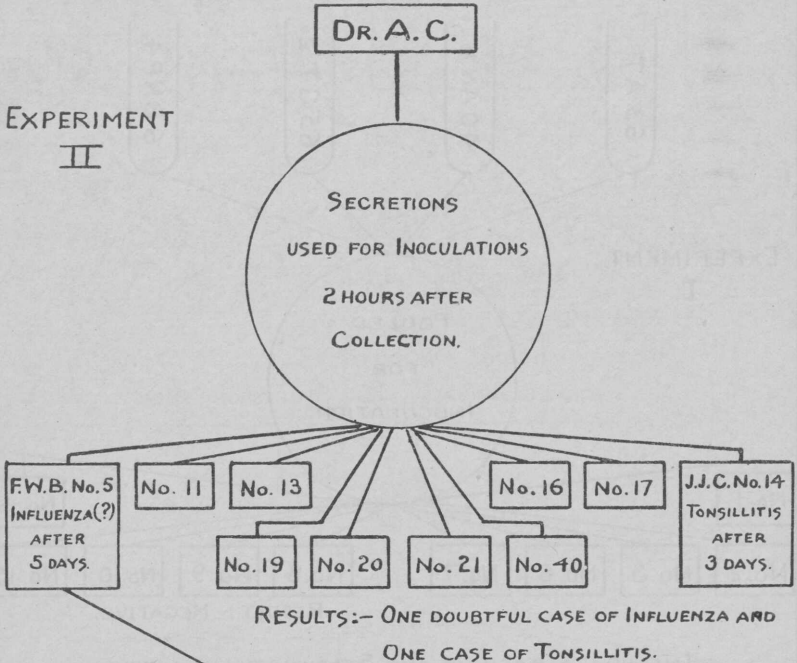 DR. A.C.
EXPERIMENT
II
SECRETIONS
USED FOR INOCULATIONS
2 HOURS AFTER
COLLECTION.
F.W.B. No.5
INFLUENZA(?)
AFTER
5 DAYS.
No. 11
No. 13
No. 16
No. 17
J.J.C. No.14
TONSILLITIS
AFTER
3 DAYS.
No. 19
No. 20
No. 21
No. 40
RESULTS:- ONE DOUBTFUL CASE OF INFLUENZA AND
ONE CASE OF TONSILLITIS.